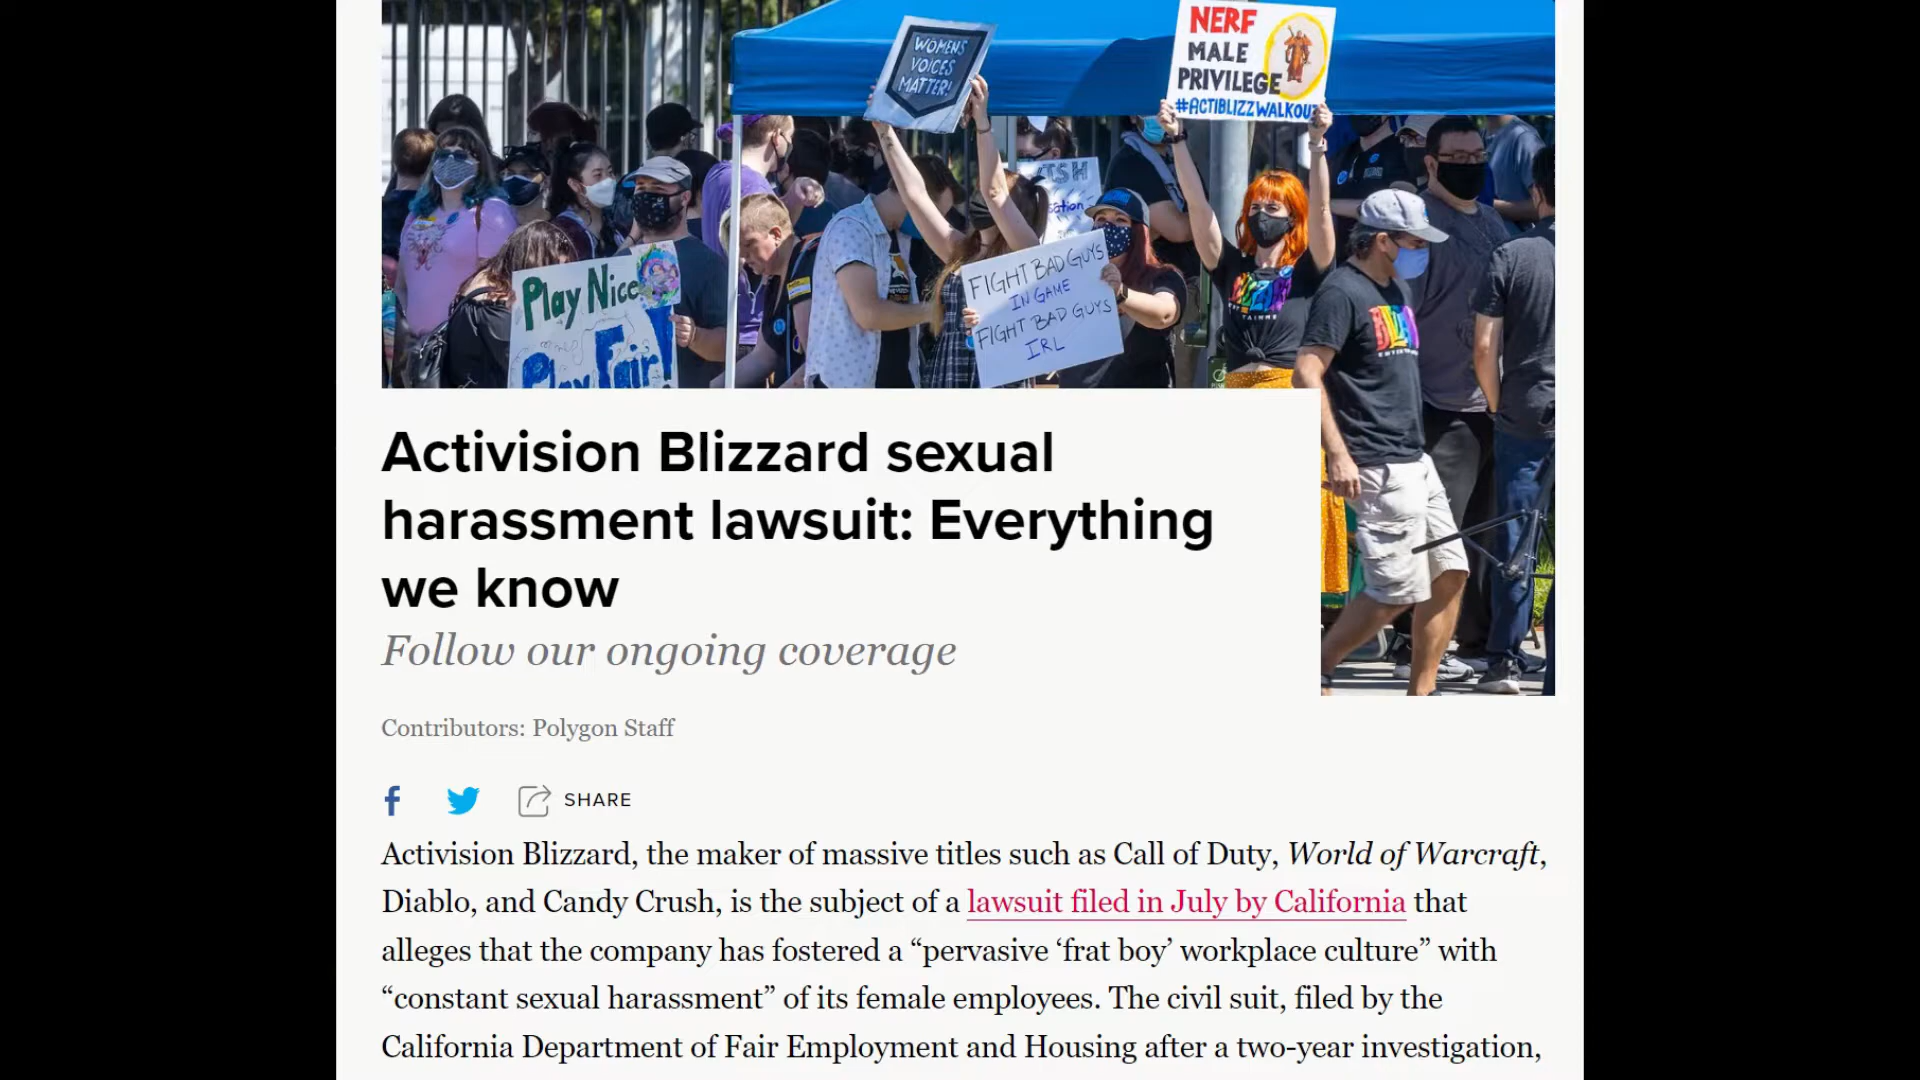 WOMENS
VOICES
MATTER!
NERF
MALE
PRIVILEGE
#ACTIBLIZZWALKOUT
Play Nice
Play Fair!
FIGHT BAD GUYS
IN GAME
FIGHT BAD GUYS
IRL
Activision Blizzard sexual
harassment lawsuit: Everything
we know
Follow our ongoing coverage
Contributors: Polygon Staff
SHARE
Activision Blizzard, the maker of massive titles such as Call of Duty, World of Warcraft,
Diablo, and Candy Crush, is the subject of a lawsuit filed in July by California that
alleges that the company has fostered a “pervasive ‘frat boy’ workplace culture” with
“constant sexual harassment” of its female employees. The civil suit, filed by the
California Department of Fair Employment and Housing after a two-year investigation,